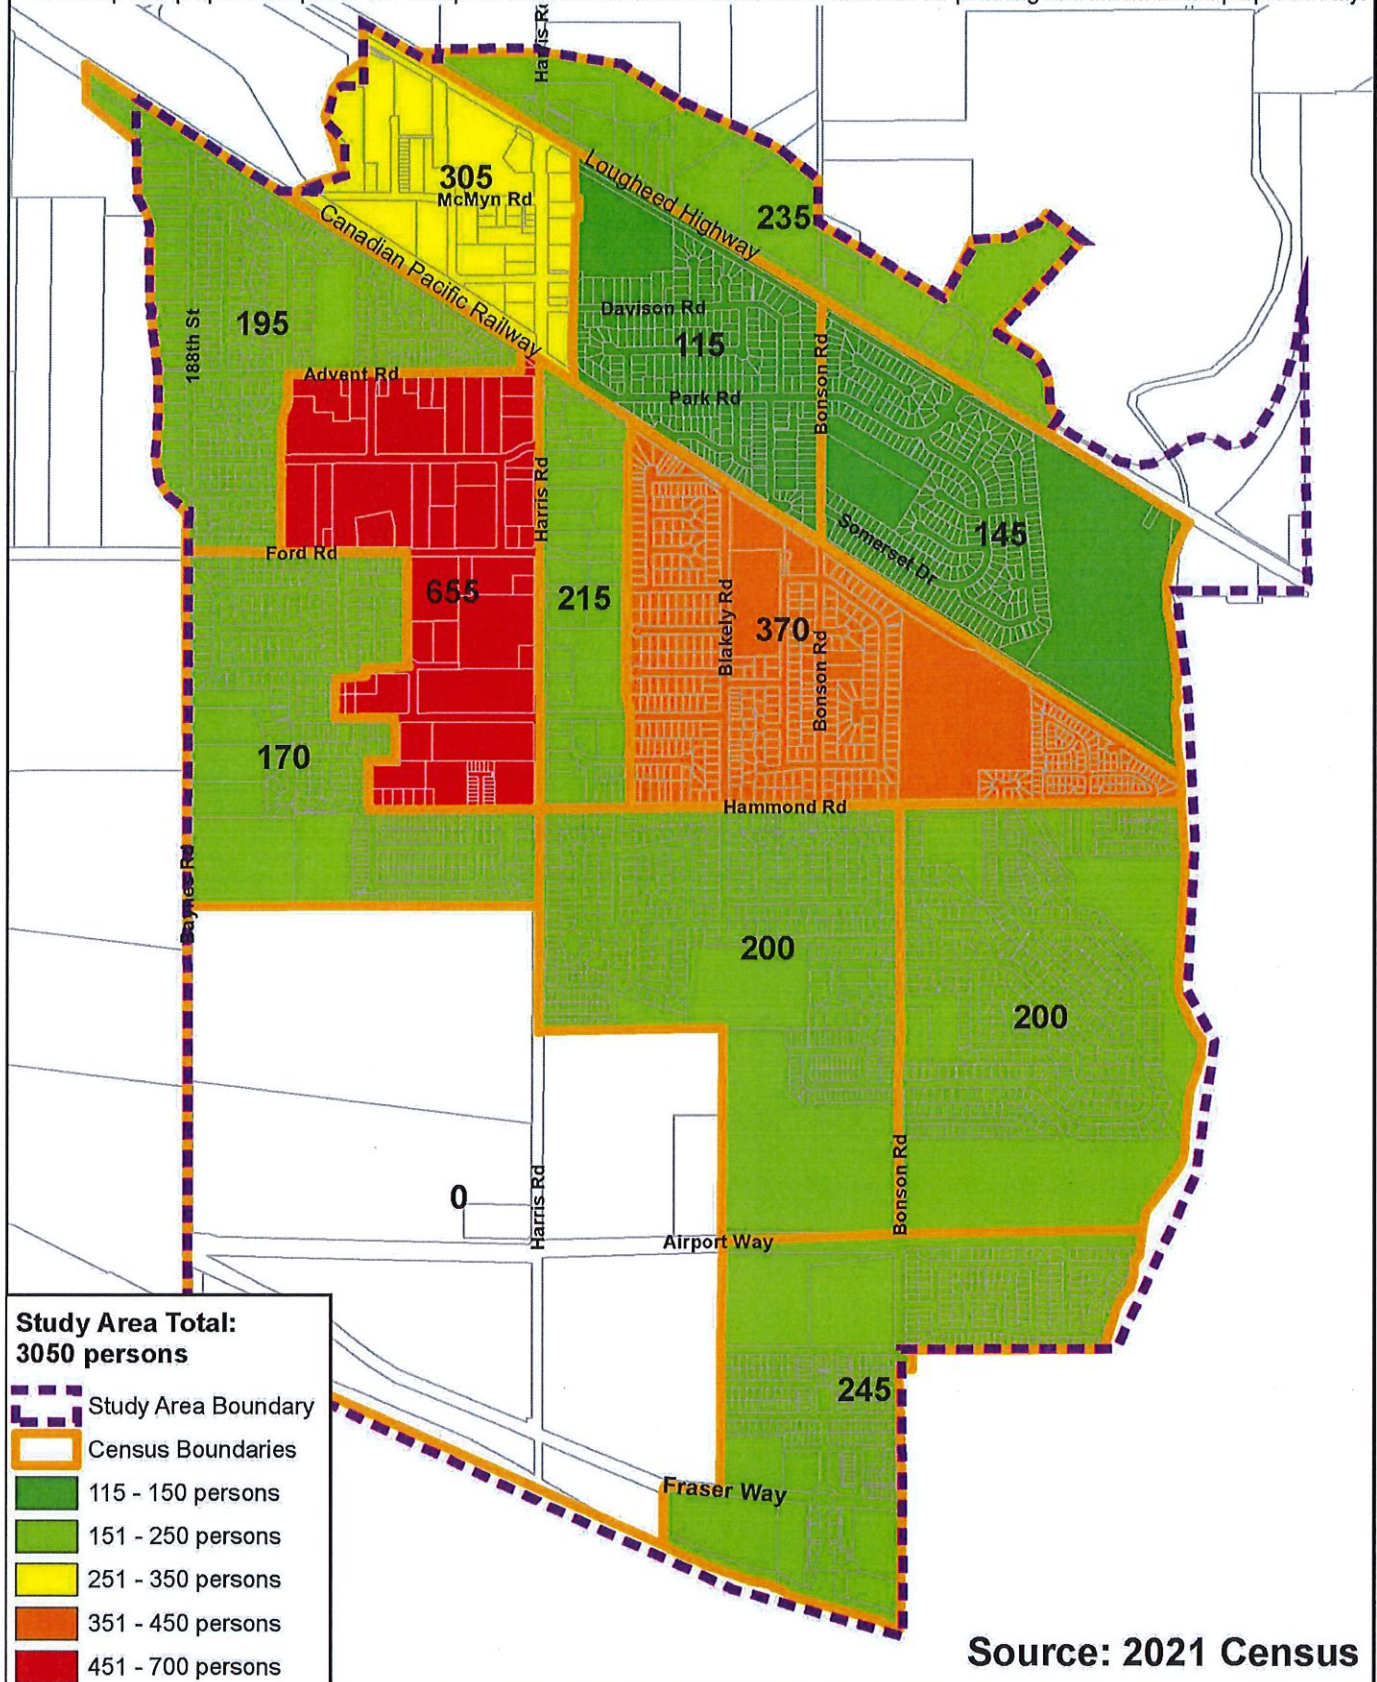 Harris Rd
305
McMyn Rd
Lougheed Highway
235
Canadian Pacific Railway
188th St
195
Davison Rd
115
Bonson Rd
Advent Rd
Park Rd
Harris Rd
145
Somerset Dr
Ford Rd
655
215
Blakely Rd
370
Bonson Rd
170
Hammond Rd
Baynes Rd
200
200
0
Harris Rd
Bonson Rd
Airport Way
245
Fraser Way
Study Area Total:
3050 persons
Study Area Boundary
Census Boundaries
115 - 150 persons
151 - 250 persons
251 - 350 persons
351 - 450 persons
451 - 700 persons
Source: 2021 Census